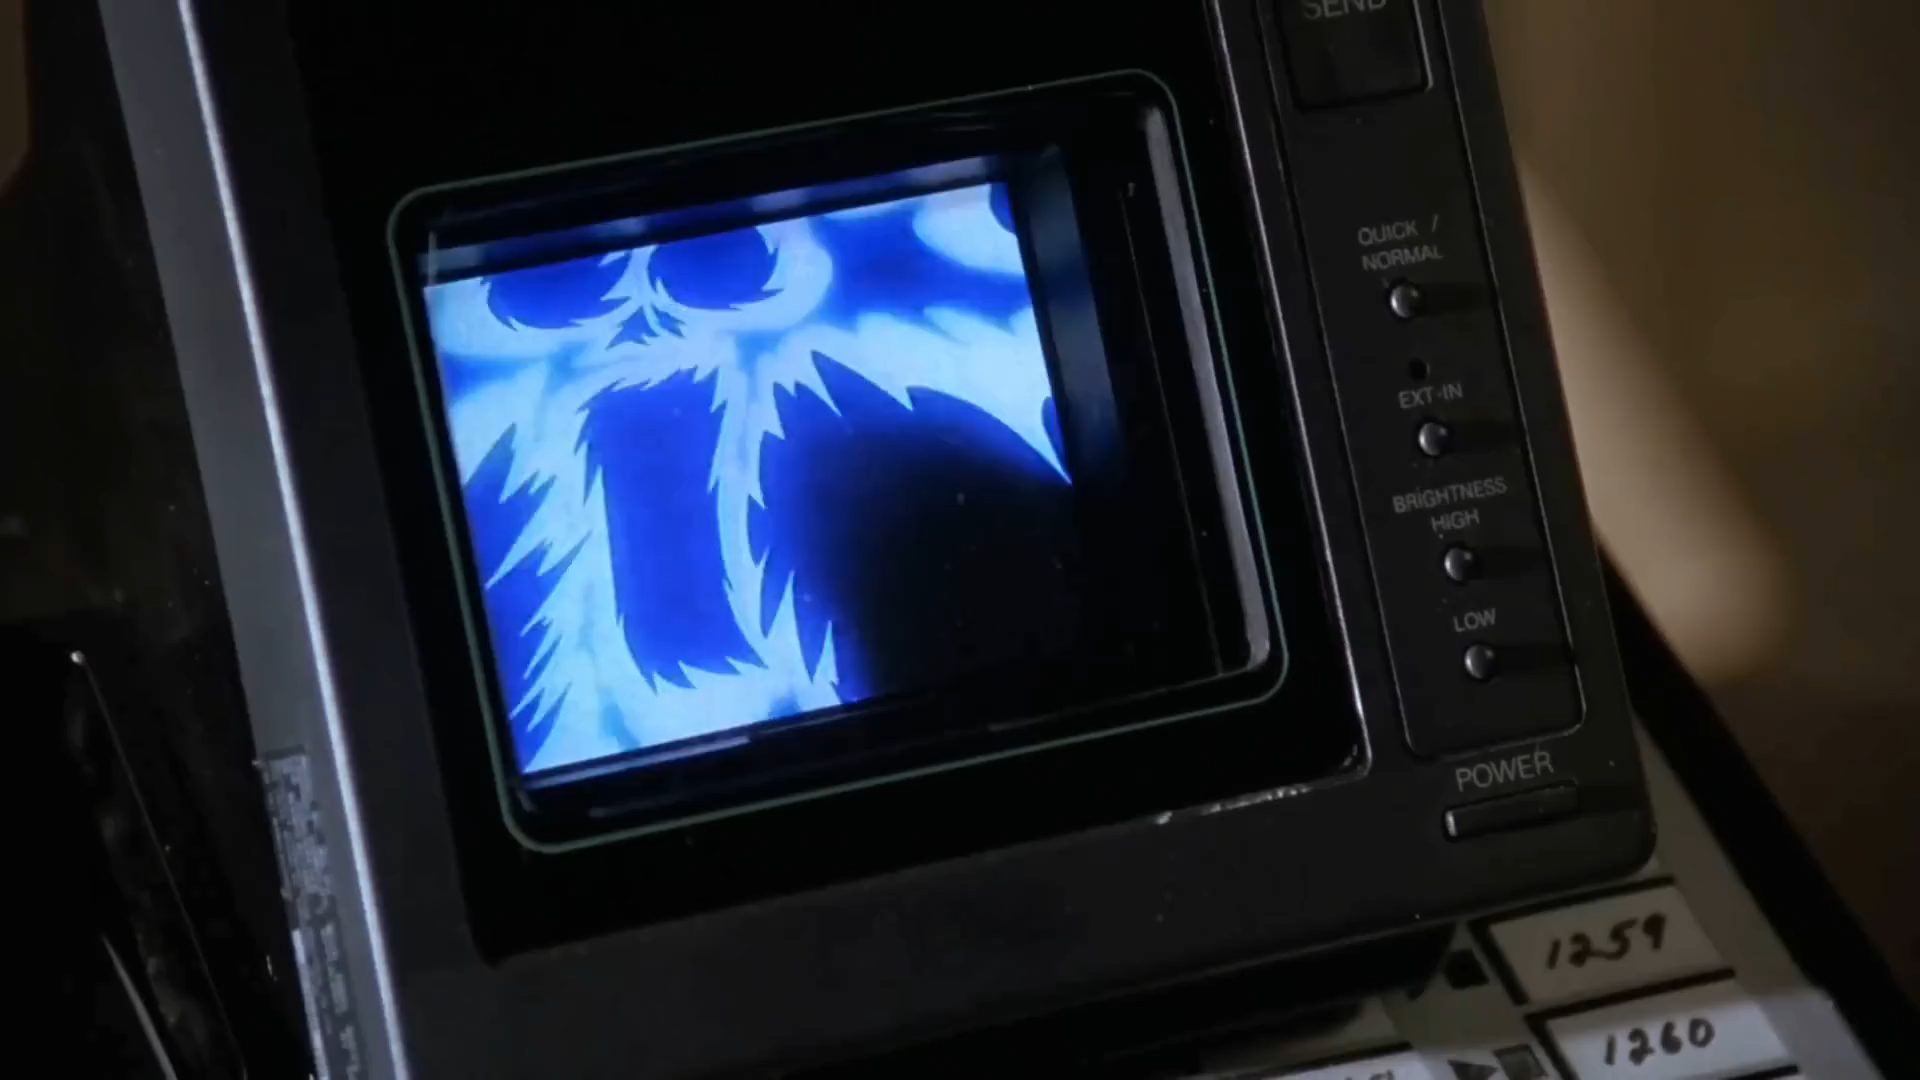 SEND
QUICK /
NORMAL
EXT-IN
BRIGHTNESS
HIGH
LOW
POWER
1259
1260